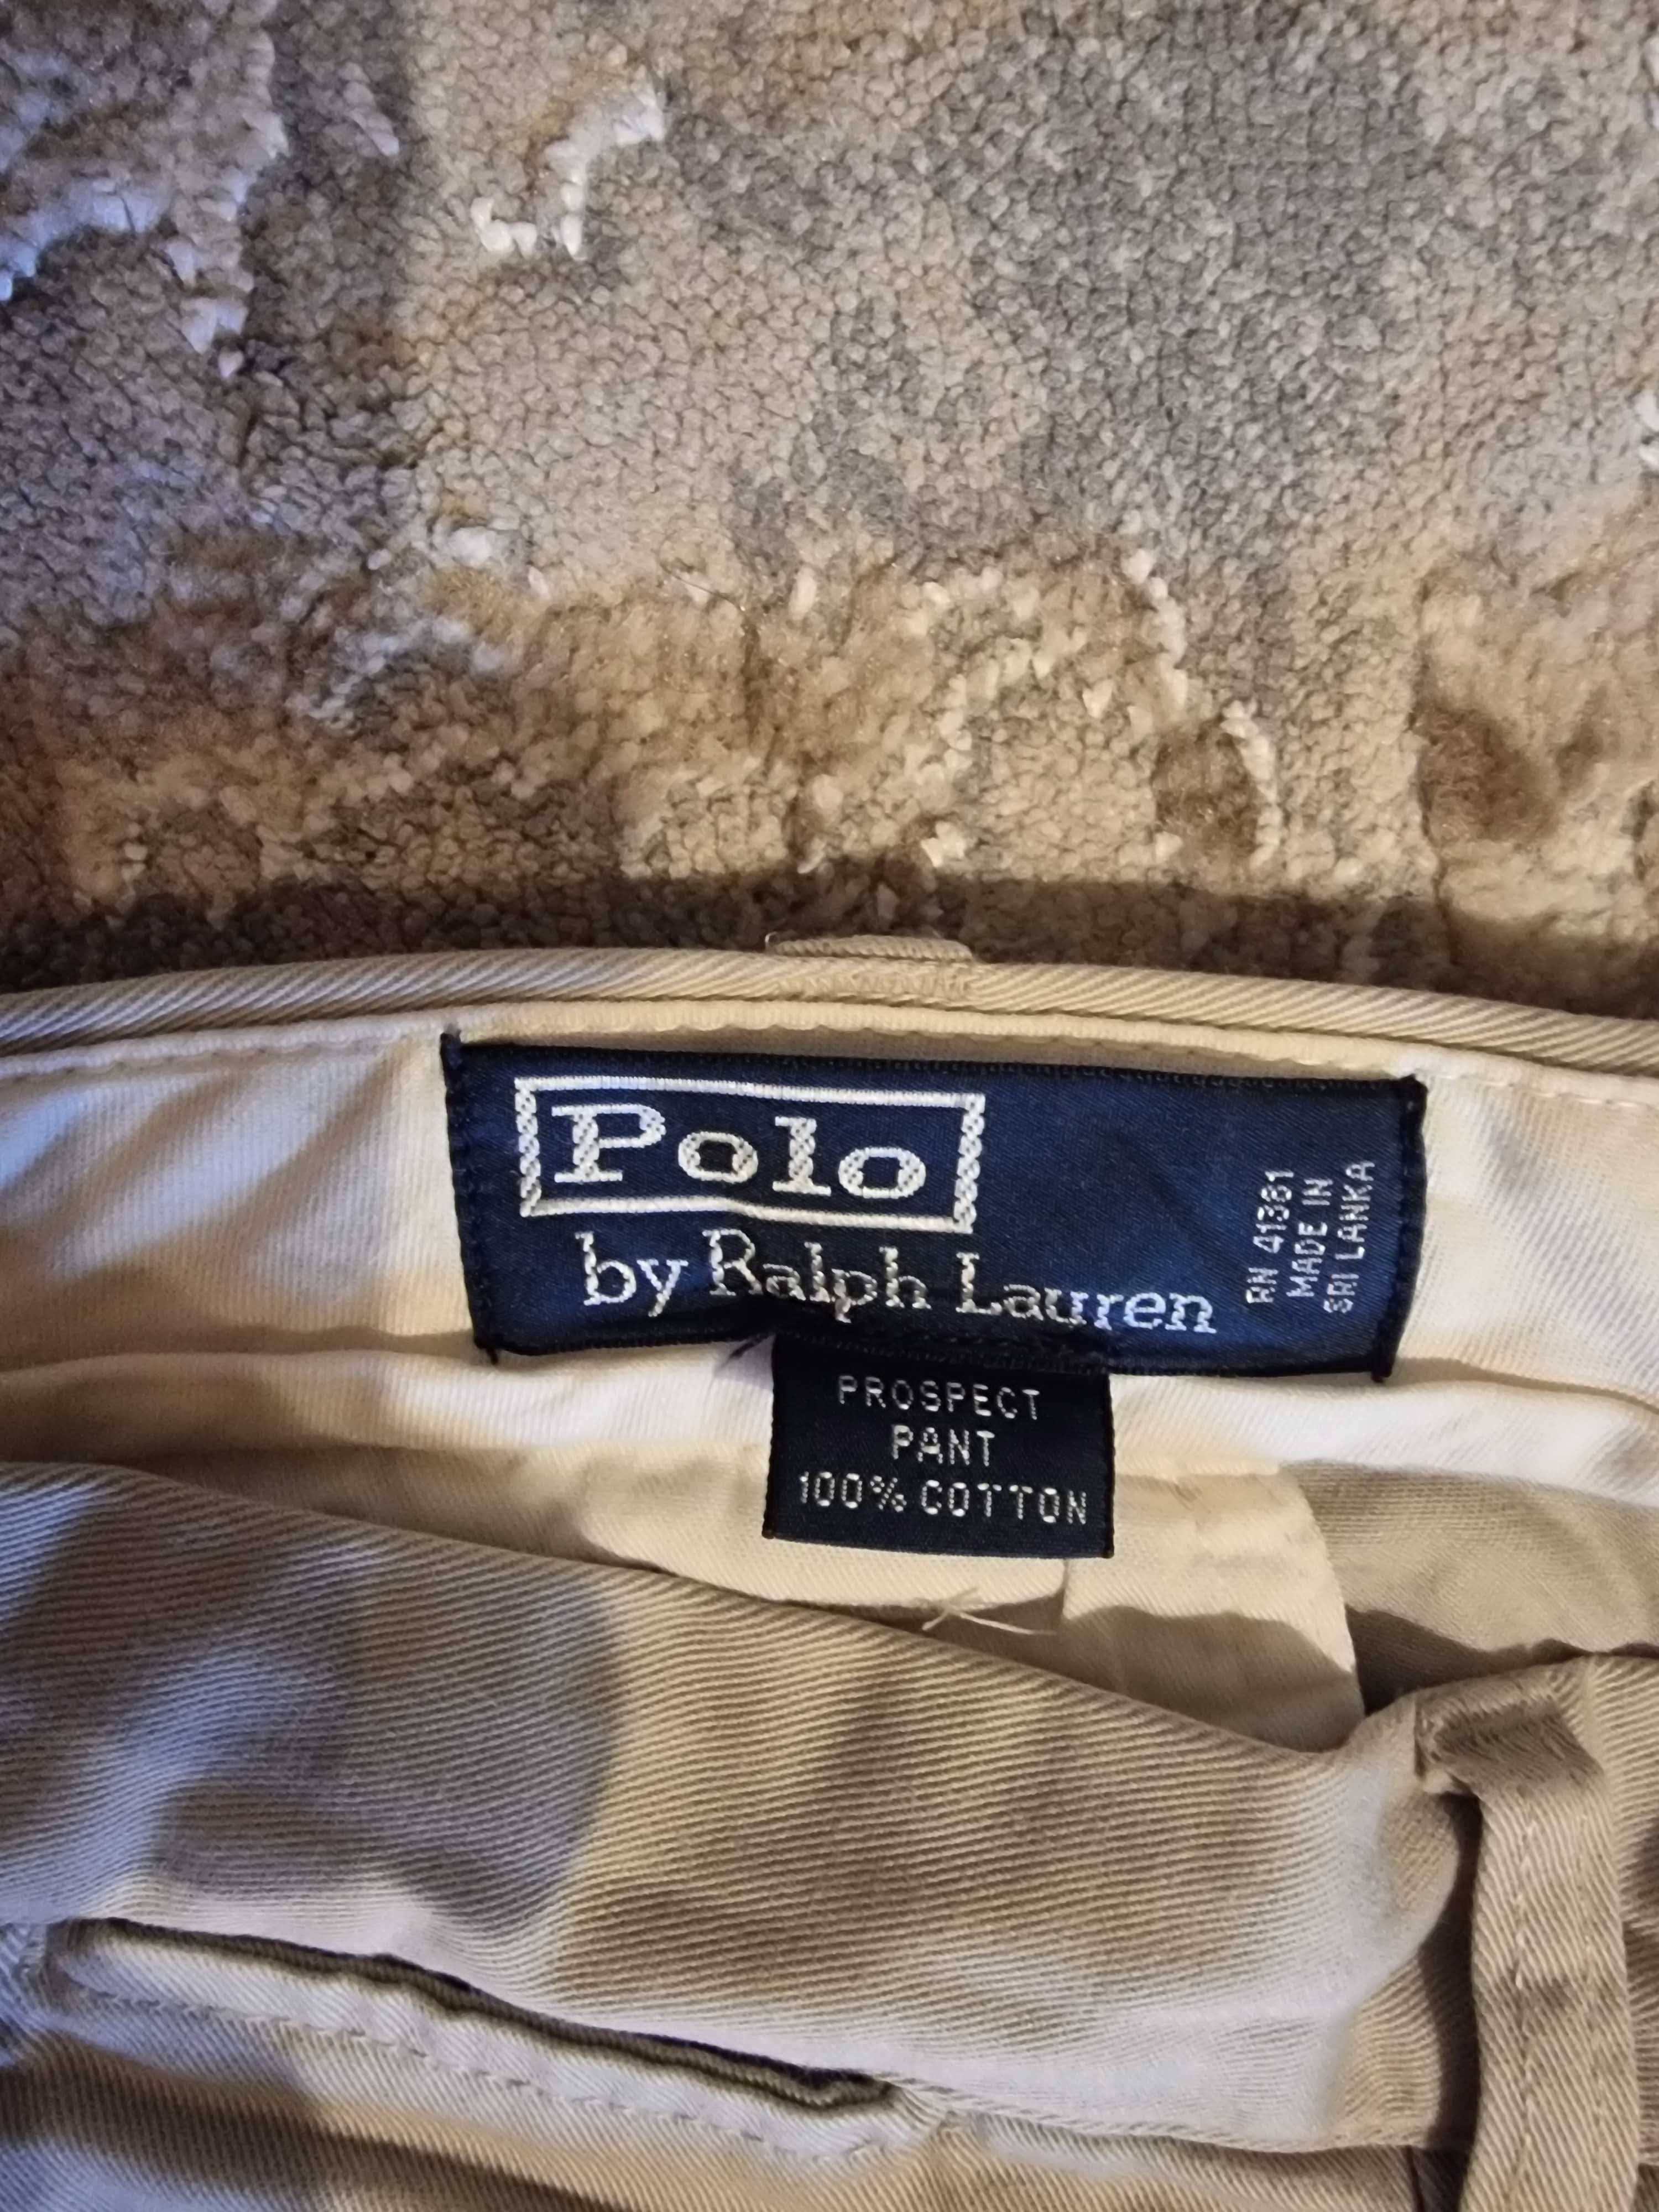 Polo
by Ralph Lauren
RN 41381
MADE IN
SRI LANKA
PROSPECT
PANT
100% COTTON